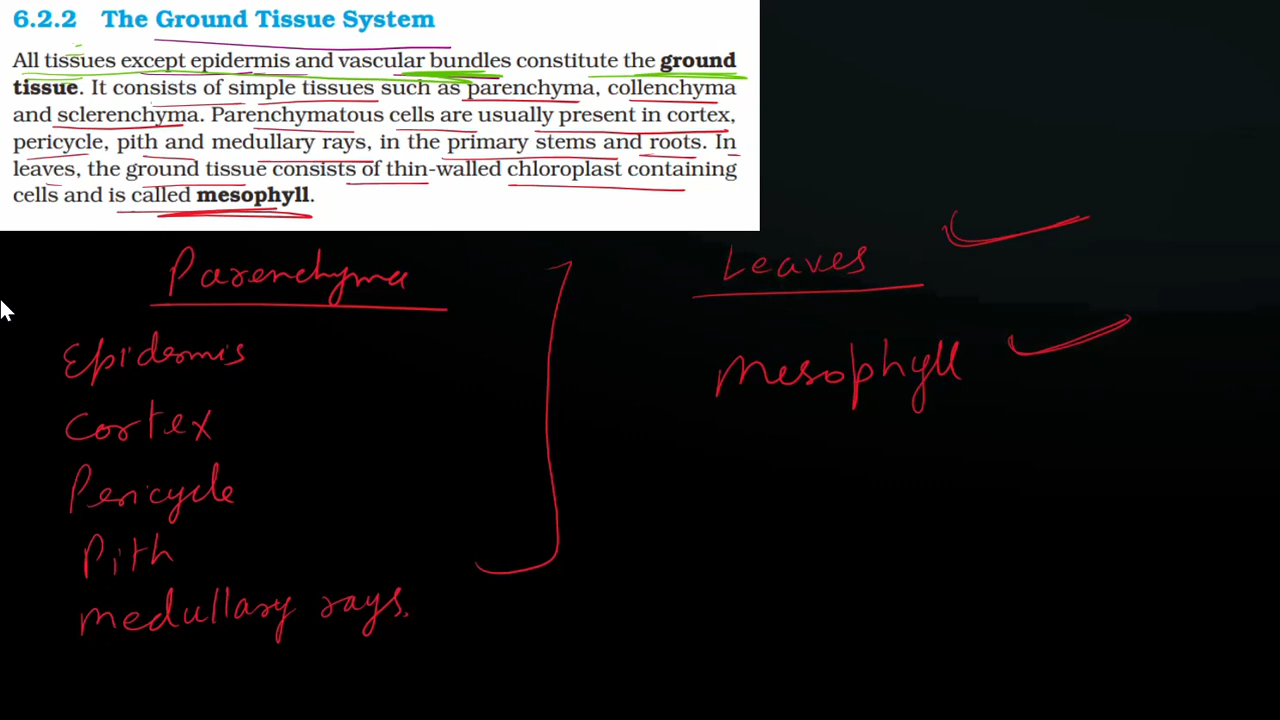 6.2.2 The Ground Tissue System
All tissues except epidermis and vascular bundles constitute the ground
tissue. It consists of simple tissues such as parenchyma, collenchyma
and sclerenchyma. Parenchymatous cells are usually present in cortex,
pericycle, pith and medullary rays, in the primary stems and roots. In
leaves, the ground tissue consists of thin-walled chloroplast containing
cells and is called mesophyll.
Parenchyma
Epidermis
Cortex
Pericycle
Pith
medullary rays.
Leaves
Mesophyll